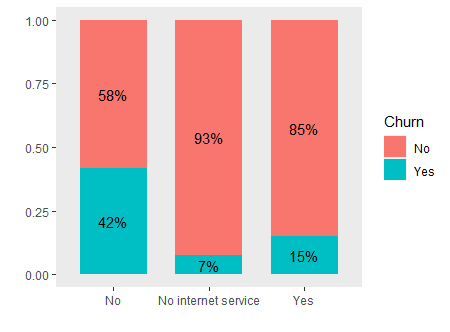 1.00
0.75
0.50
0.25
0.00
58%
42%
93%
7%
85%
15%
No
No internet service
Yes
Churn
No
Yes